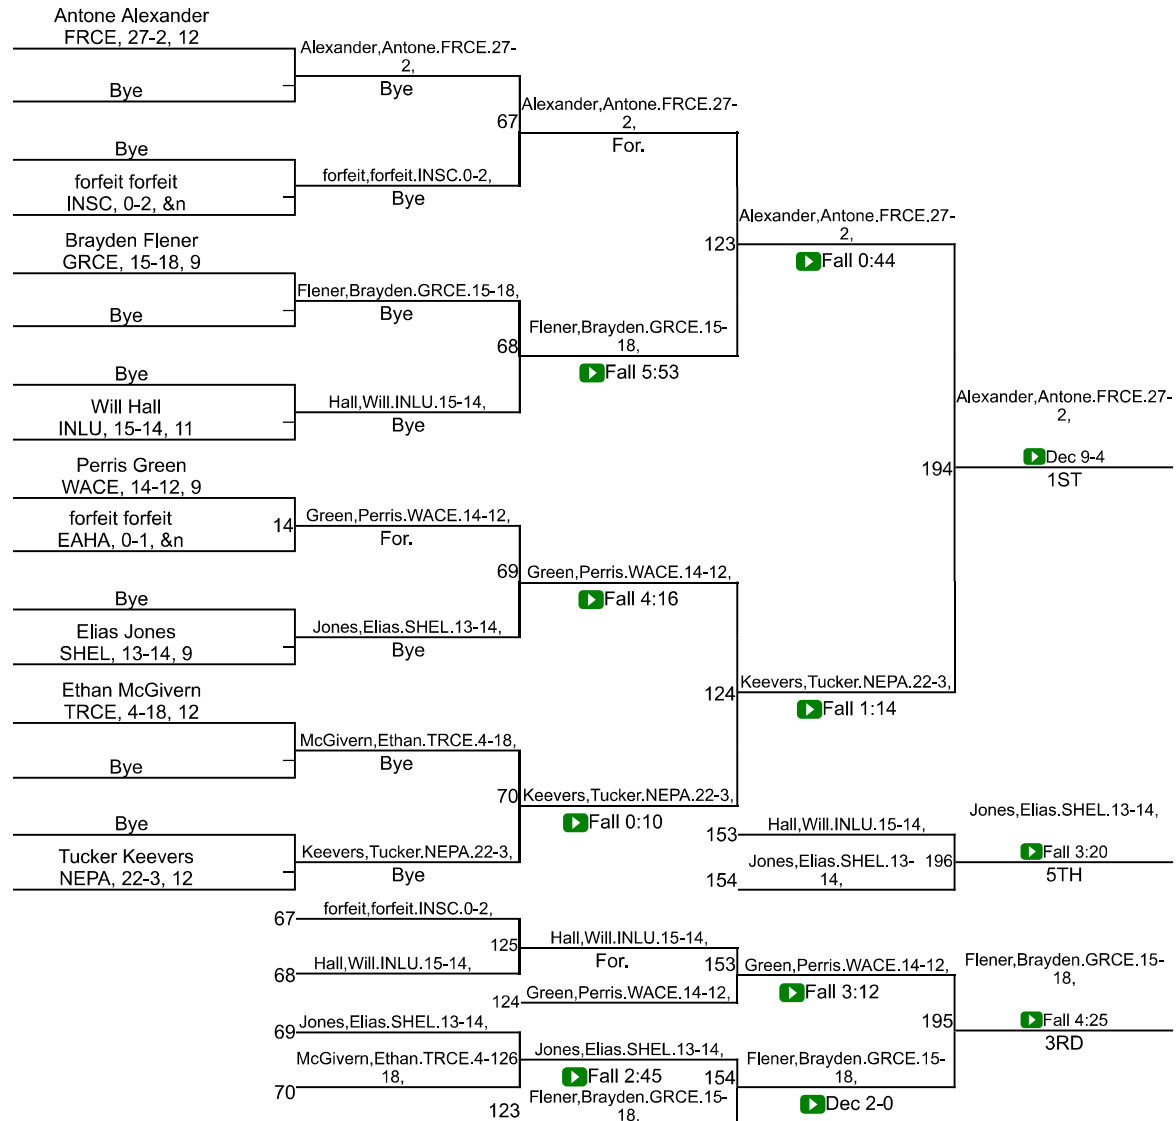 Antone Alexander
FRCE, 27-2, 12
Alexander,Antone.FRCE.27-
2,
Bye
Bye
67
Alexander,Antone.FRCE.27-
2,
For.
Bye
forfeit forfeit
INSC, 0-2, &n
forfeit,forfeit.INSC.0-2,
Bye
123
Alexander,Antone.FRCE.27-
2,
Fall 0:44
Brayden Flener
GRCE, 15-18, 9
Flener,Brayden.GRCE.15-18,
Bye
Bye
68
Flener,Brayden.GRCE.15-
18,
Fall 5:53
Bye
Will Hall
INLU, 15-14, 11
Hall,Will.INLU.15-14,
Bye
194
Alexander,Antone.FRCE.27-
2,
Dec 9-4
1ST
Perris Green
WACE, 14-12, 9
forfeit forfeit
EAHA, 0-1, &n
14
Green,Perris.WACE.14-12,
For.
69
Green,Perris.WACE.14-12,
Fall 4:16
Bye
Elias Jones
SHEL, 13-14, 9
Jones,Elias.SHEL.13-14,
Bye
124
Keevers,Tucker.NEPA.22-3,
Fall 1:14
Ethan McGivern
TRCE, 4-18, 12
McGivern,Ethan.TRCE.4-18,
Bye
Bye
70
Keevers,Tucker.NEPA.22-3,
Fall 0:10
Bye
Tucker Keevers
NEPA, 22-3, 12
Keevers,Tucker.NEPA.22-3,
Bye
153
Hall,Will.INLU.15-14,
154
Jones,Elias.SHEL.13-
14,
196
Jones,Elias.SHEL.13-14,
Fall 3:20
5TH
67
forfeit,forfeit.INSC.0-2,
68
Hall,Will.INLU.15-14,
125
Hall,Will.INLU.15-14,
For.
124
Green,Perris.WACE.14-12,
153
Green,Perris.WACE.14-12,
Fall 3:12
195
Flener,Brayden.GRCE.15-
18,
Fall 4:25
3RD
69
Jones,Elias.SHEL.13-14,
70
McGivern,Ethan.TRCE.4-
18,
126
Jones,Elias.SHEL.13-14,
Fall 2:45
123
Flener,Brayden.GRCE.15-
18,
154
Flener,Brayden.GRCE.15-
18,
Dec 2-0